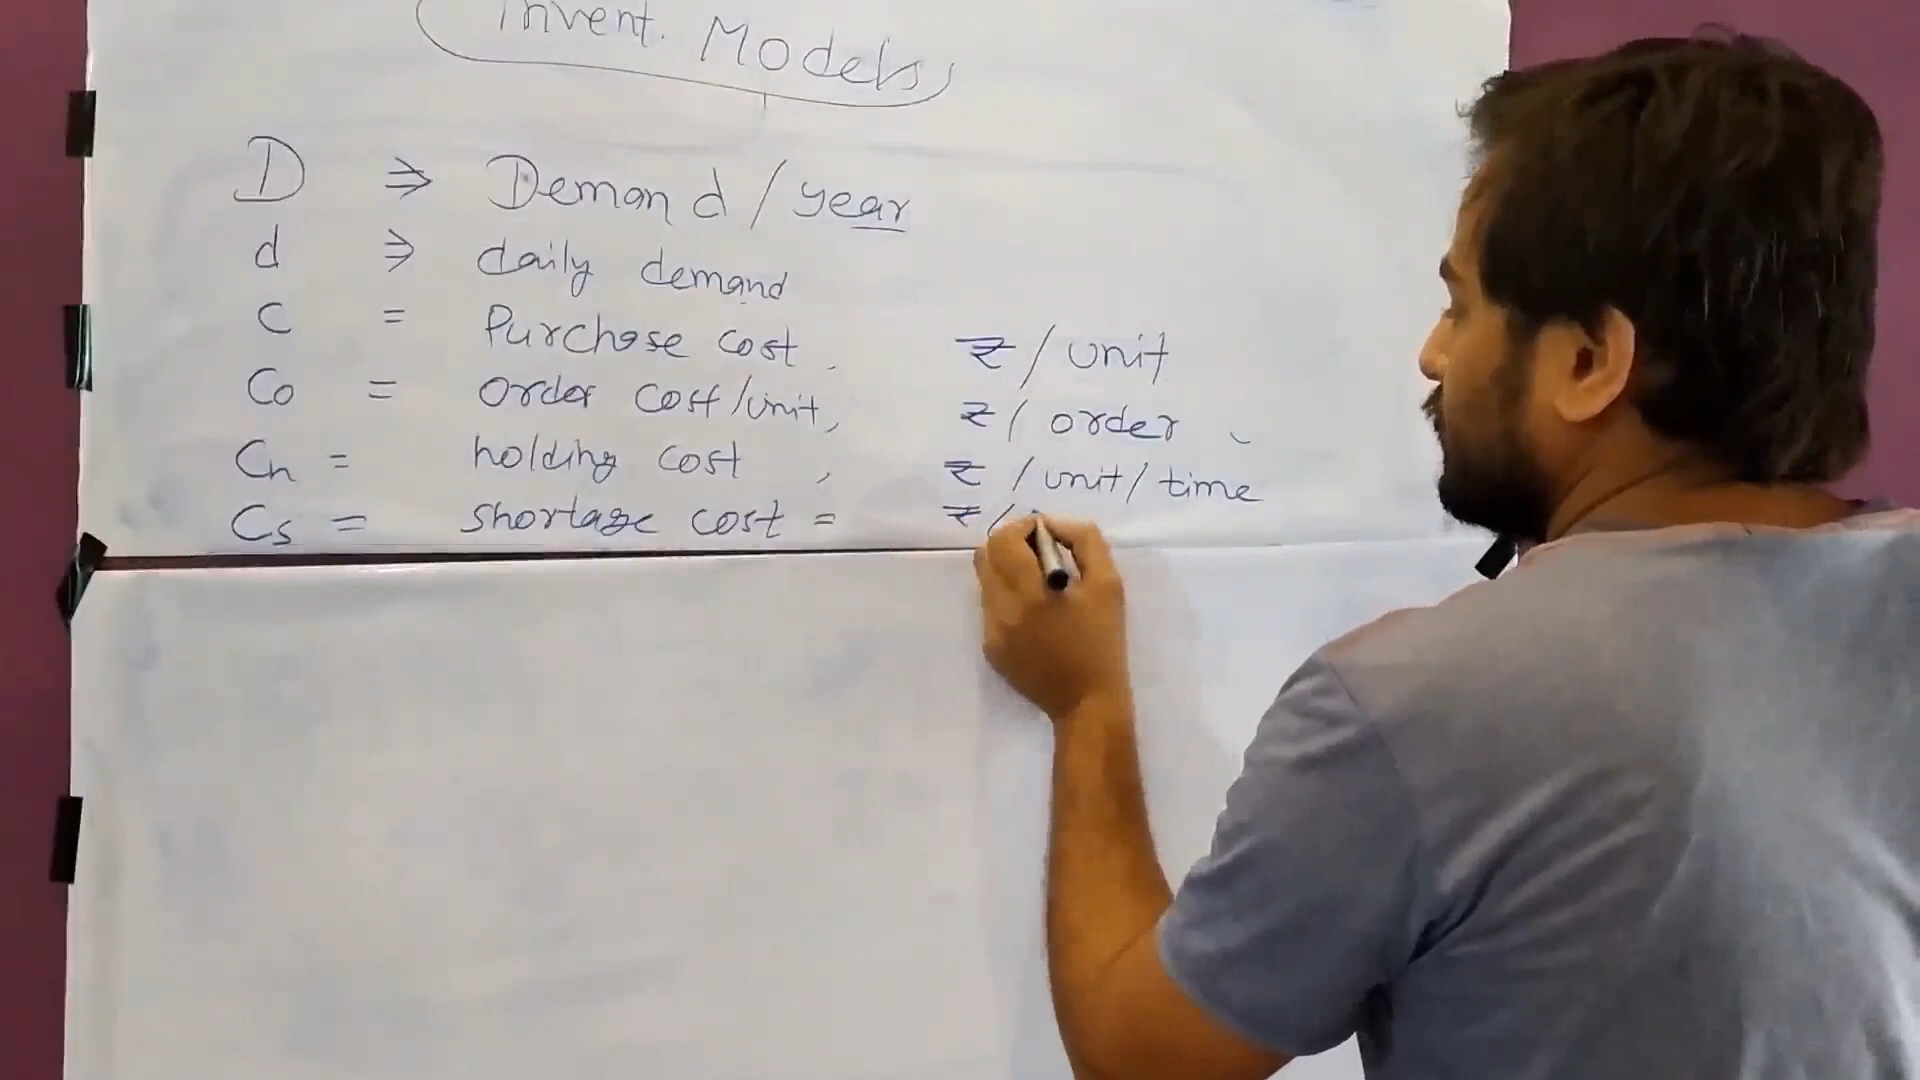 Invent. Models
D ⇒ Demand / year
d ⇒ daily demand
C = Purchase cost. ₹ / unit
Co = order cost/unit, ₹ / order
Ch = holding cost, ₹ / unit / time
Cs = shortage cost = ₹ /